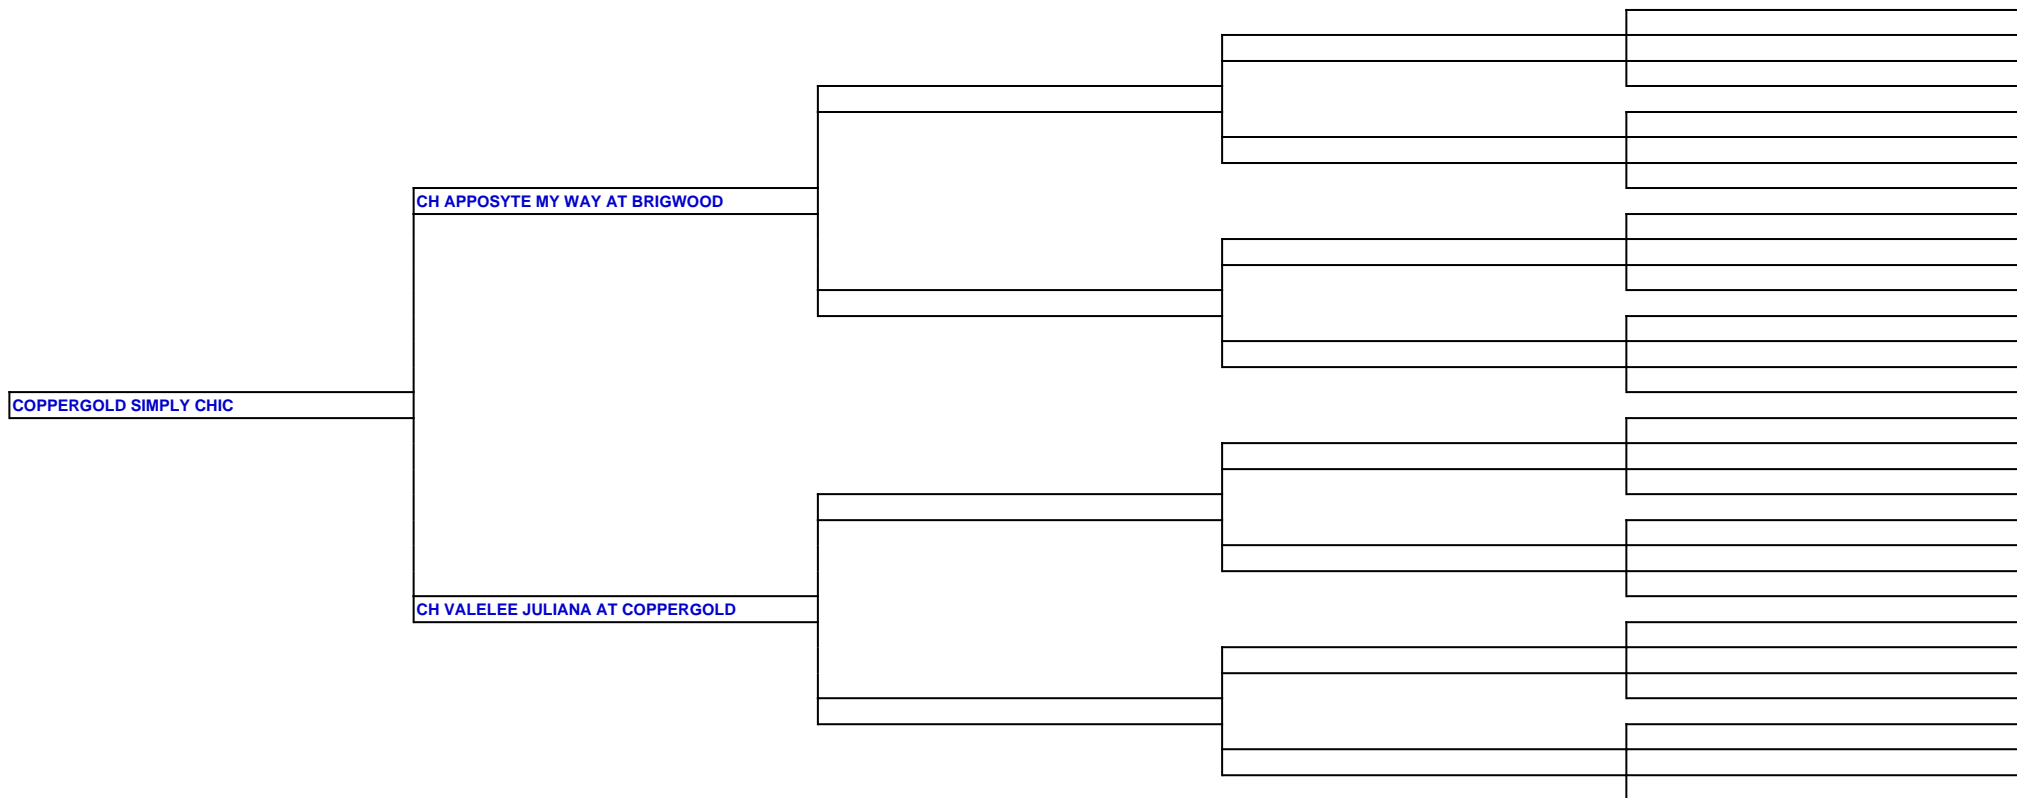 CH APPOSYTE MY WAY AT BRIGWOOD
COPPERGOLD SIMPLY CHIC
CH VALELEE JULIANA AT COPPERGOLD